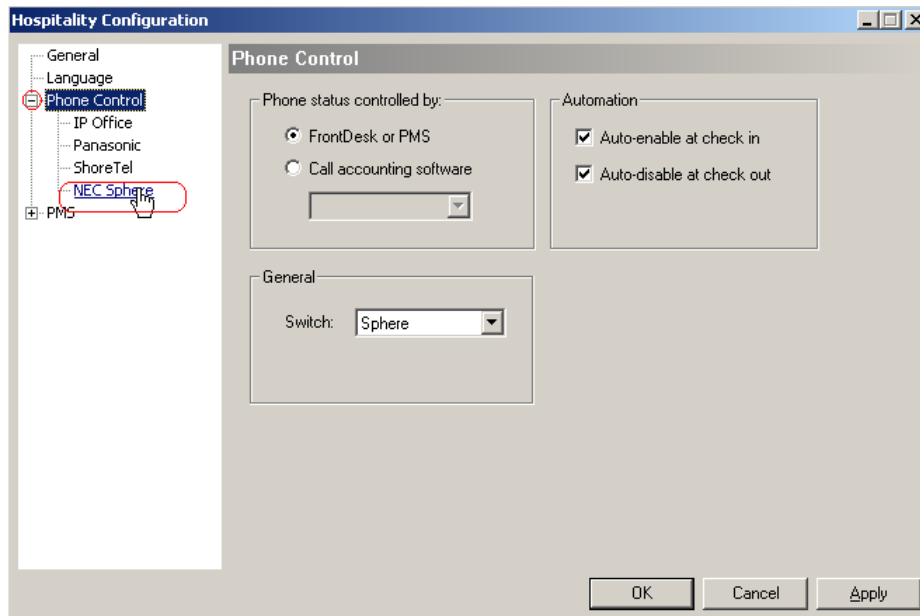 Hospitality Configuration
General
Language
Phone Control
IP Office
Panasonic
ShoreTel
NEC Sphere
PMS
Phone Control
Phone status controlled by:
FrontDesk or PMS
Call accounting software
Automation
Auto-enable at check in
Auto-disable at check out
General
Switch: Sphere
OK Cancel Apply